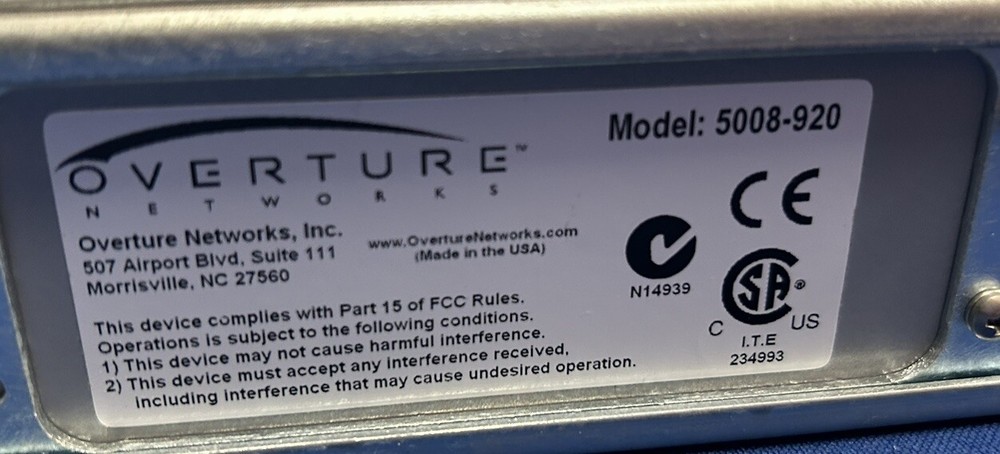 OVERTURE™
NETWORKS
Model: 5008-920
Overture Networks, Inc.
507 Airport Blvd, Suite 111
Morrisville, NC 27560
www.OvertureNetworks.com
(Made in the USA)
N14939
CE
SA®
C US
I.T.E
234993
This device complies with Part 15 of FCC Rules.
Operations is subject to the following conditions.
1) This device may not cause harmful interference.
2) This device must accept any interference received,
including interference that may cause undesired operation.